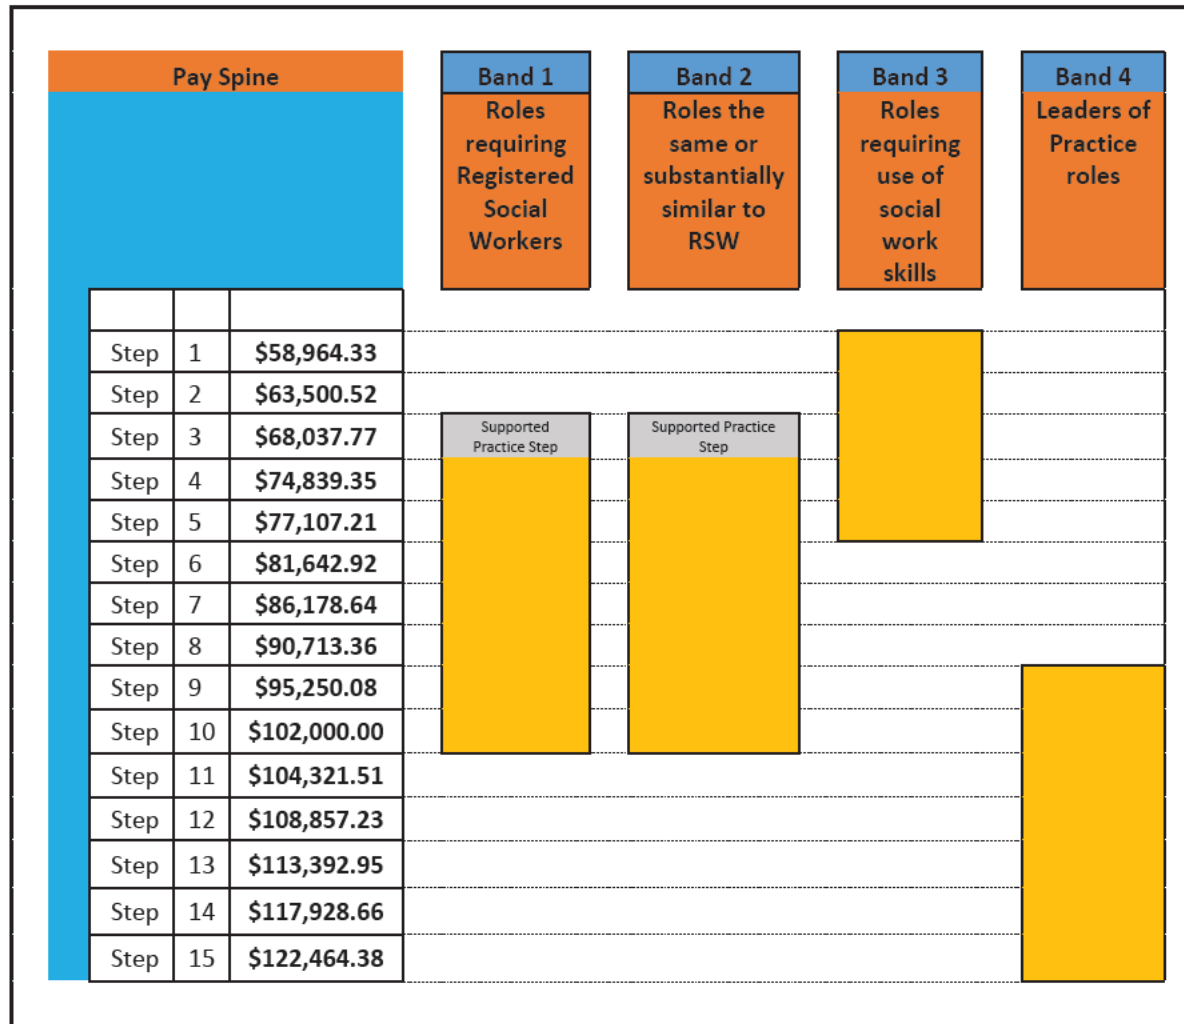 Pay Spine
Band 1
Roles
requiring
Registered
Social
Workers
Band 2
Roles the
same or
substantially
similar to
RSW
Band 3
Roles
requiring
use of
social
work
skills
Band 4
Leaders of
Practice
roles
Step 1 $58,964.33
Step 2 $63,500.52
Step 3 $68,037.77
Supported
Practice Step
Supported Practice
Step
Step 4 $74,839.35
Step 5 $77,107.21
Step 6 $81,642.92
Step 7 $86,178.64
Step 8 $90,713.36
Step 9 $95,250.08
Step 10 $102,000.00
Step 11 $104,321.51
Step 12 $108,857.23
Step 13 $113,392.95
Step 14 $117,928.66
Step 15 $122,464.38